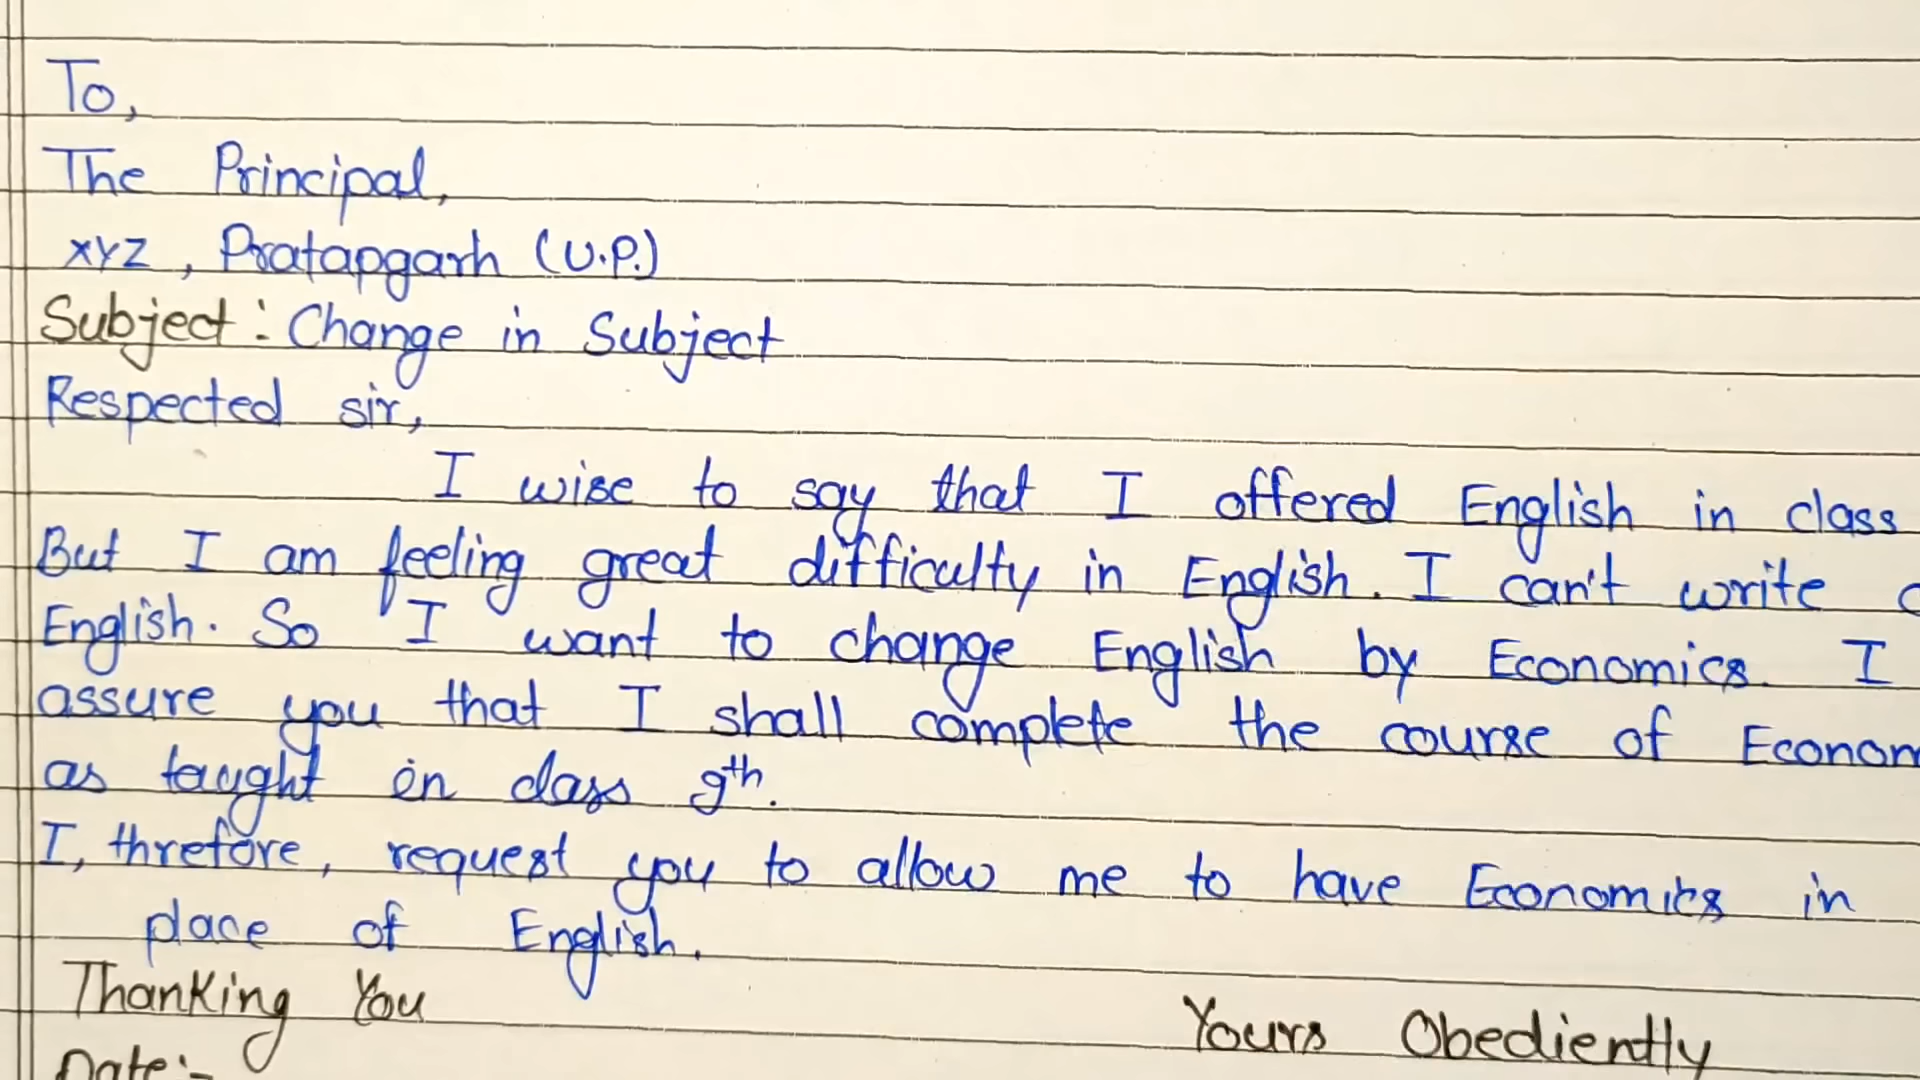 To,
The Principal,
XYZ, Pratapgarh (U.P.)
Subject: Change in Subject
Respected sir,
I wise to say that I offered English in class
But I am feeling great difficulty in English. I can't write
English. So I want to change English by Economics. I
assure you that I shall complete the course of Econom
as taught in class 9th.
I, threfore, request you to allow me to have Economics in
place of English.
Thanking You
Yours Obediently
Date:-